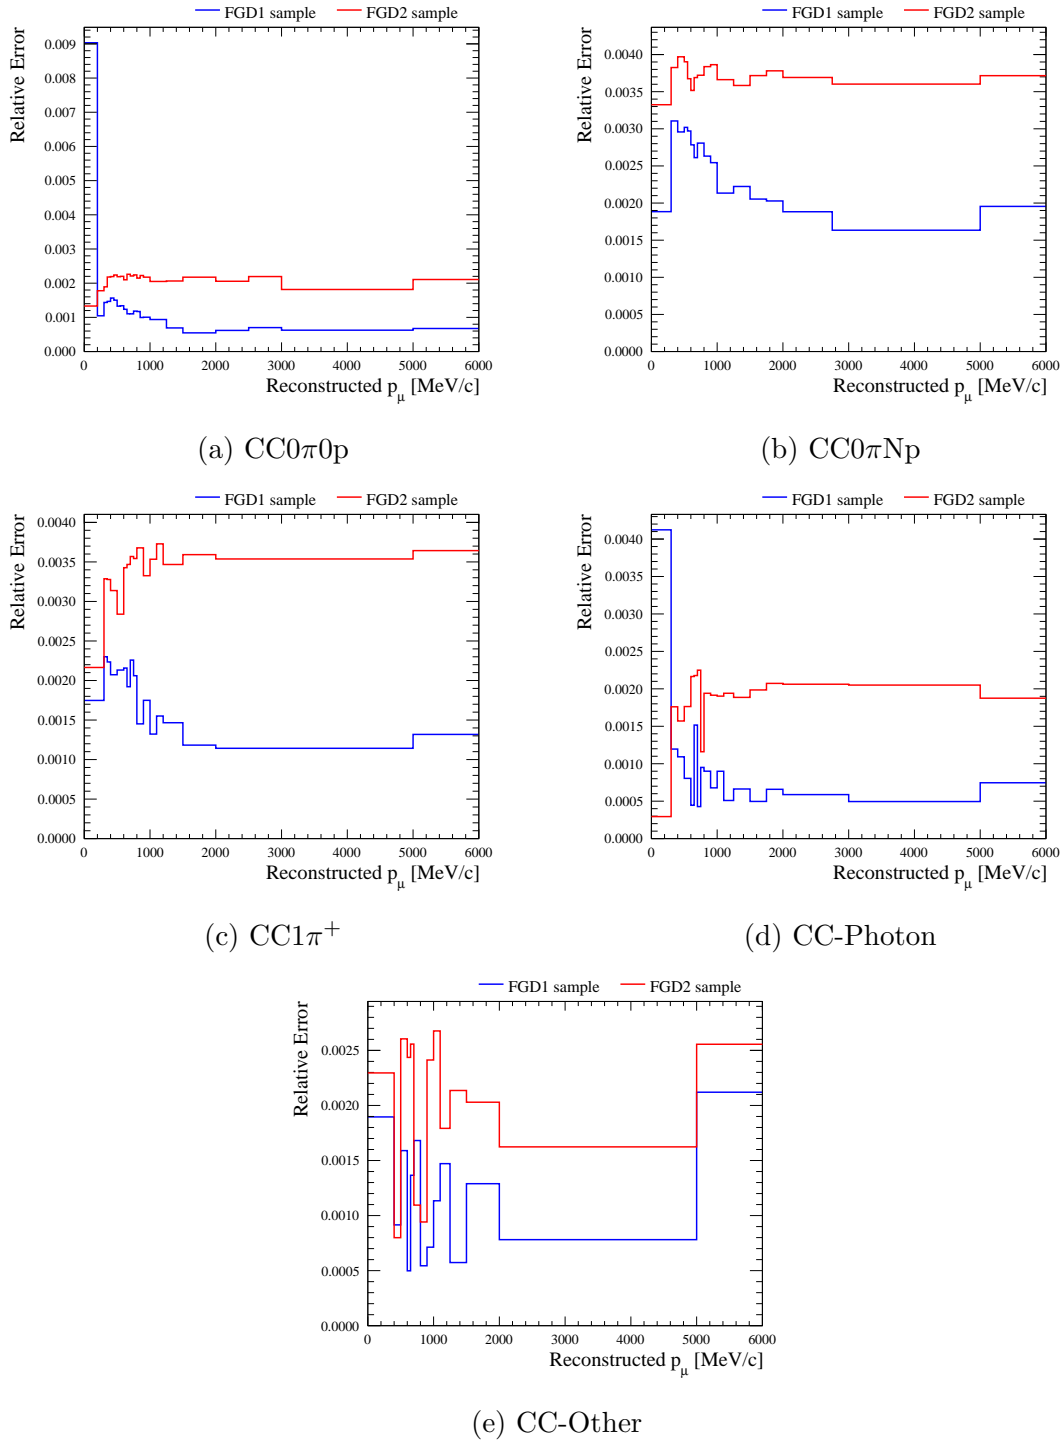 FGD1 sample FGD2 sample
Relative Error
0.009
0.008
0.007
0.006
0.005
0.004
0.003
0.002
0.001
0.000
0 1000 2000 3000 4000 5000 6000
Reconstructed pμ [MeV/c]
(a) CC0π0p
FGD1 sample FGD2 sample
Relative Error
0.0040
0.0035
0.0030
0.0025
0.0020
0.0015
0.0010
0.0005
0.0000
0 1000 2000 3000 4000 5000 6000
Reconstructed pμ [MeV/c]
(b) CC0πNp
FGD1 sample FGD2 sample
Relative Error
0.0040
0.0035
0.0030
0.0025
0.0020
0.0015
0.0010
0.0005
0.0000
0 1000 2000 3000 4000 5000 6000
Reconstructed pμ [MeV/c]
(c) CC1π⁺
FGD1 sample FGD2 sample
Relative Error
0.0040
0.0035
0.0030
0.0025
0.0020
0.0015
0.0010
0.0005
0.0000
0 1000 2000 3000 4000 5000 6000
Reconstructed pμ [MeV/c]
(d) CC-Photon
FGD1 sample FGD2 sample
Relative Error
0.0025
0.0020
0.0015
0.0010
0.0005
0.0000
0 1000 2000 3000 4000 5000 6000
Reconstructed pμ [MeV/c]
(e) CC-Other